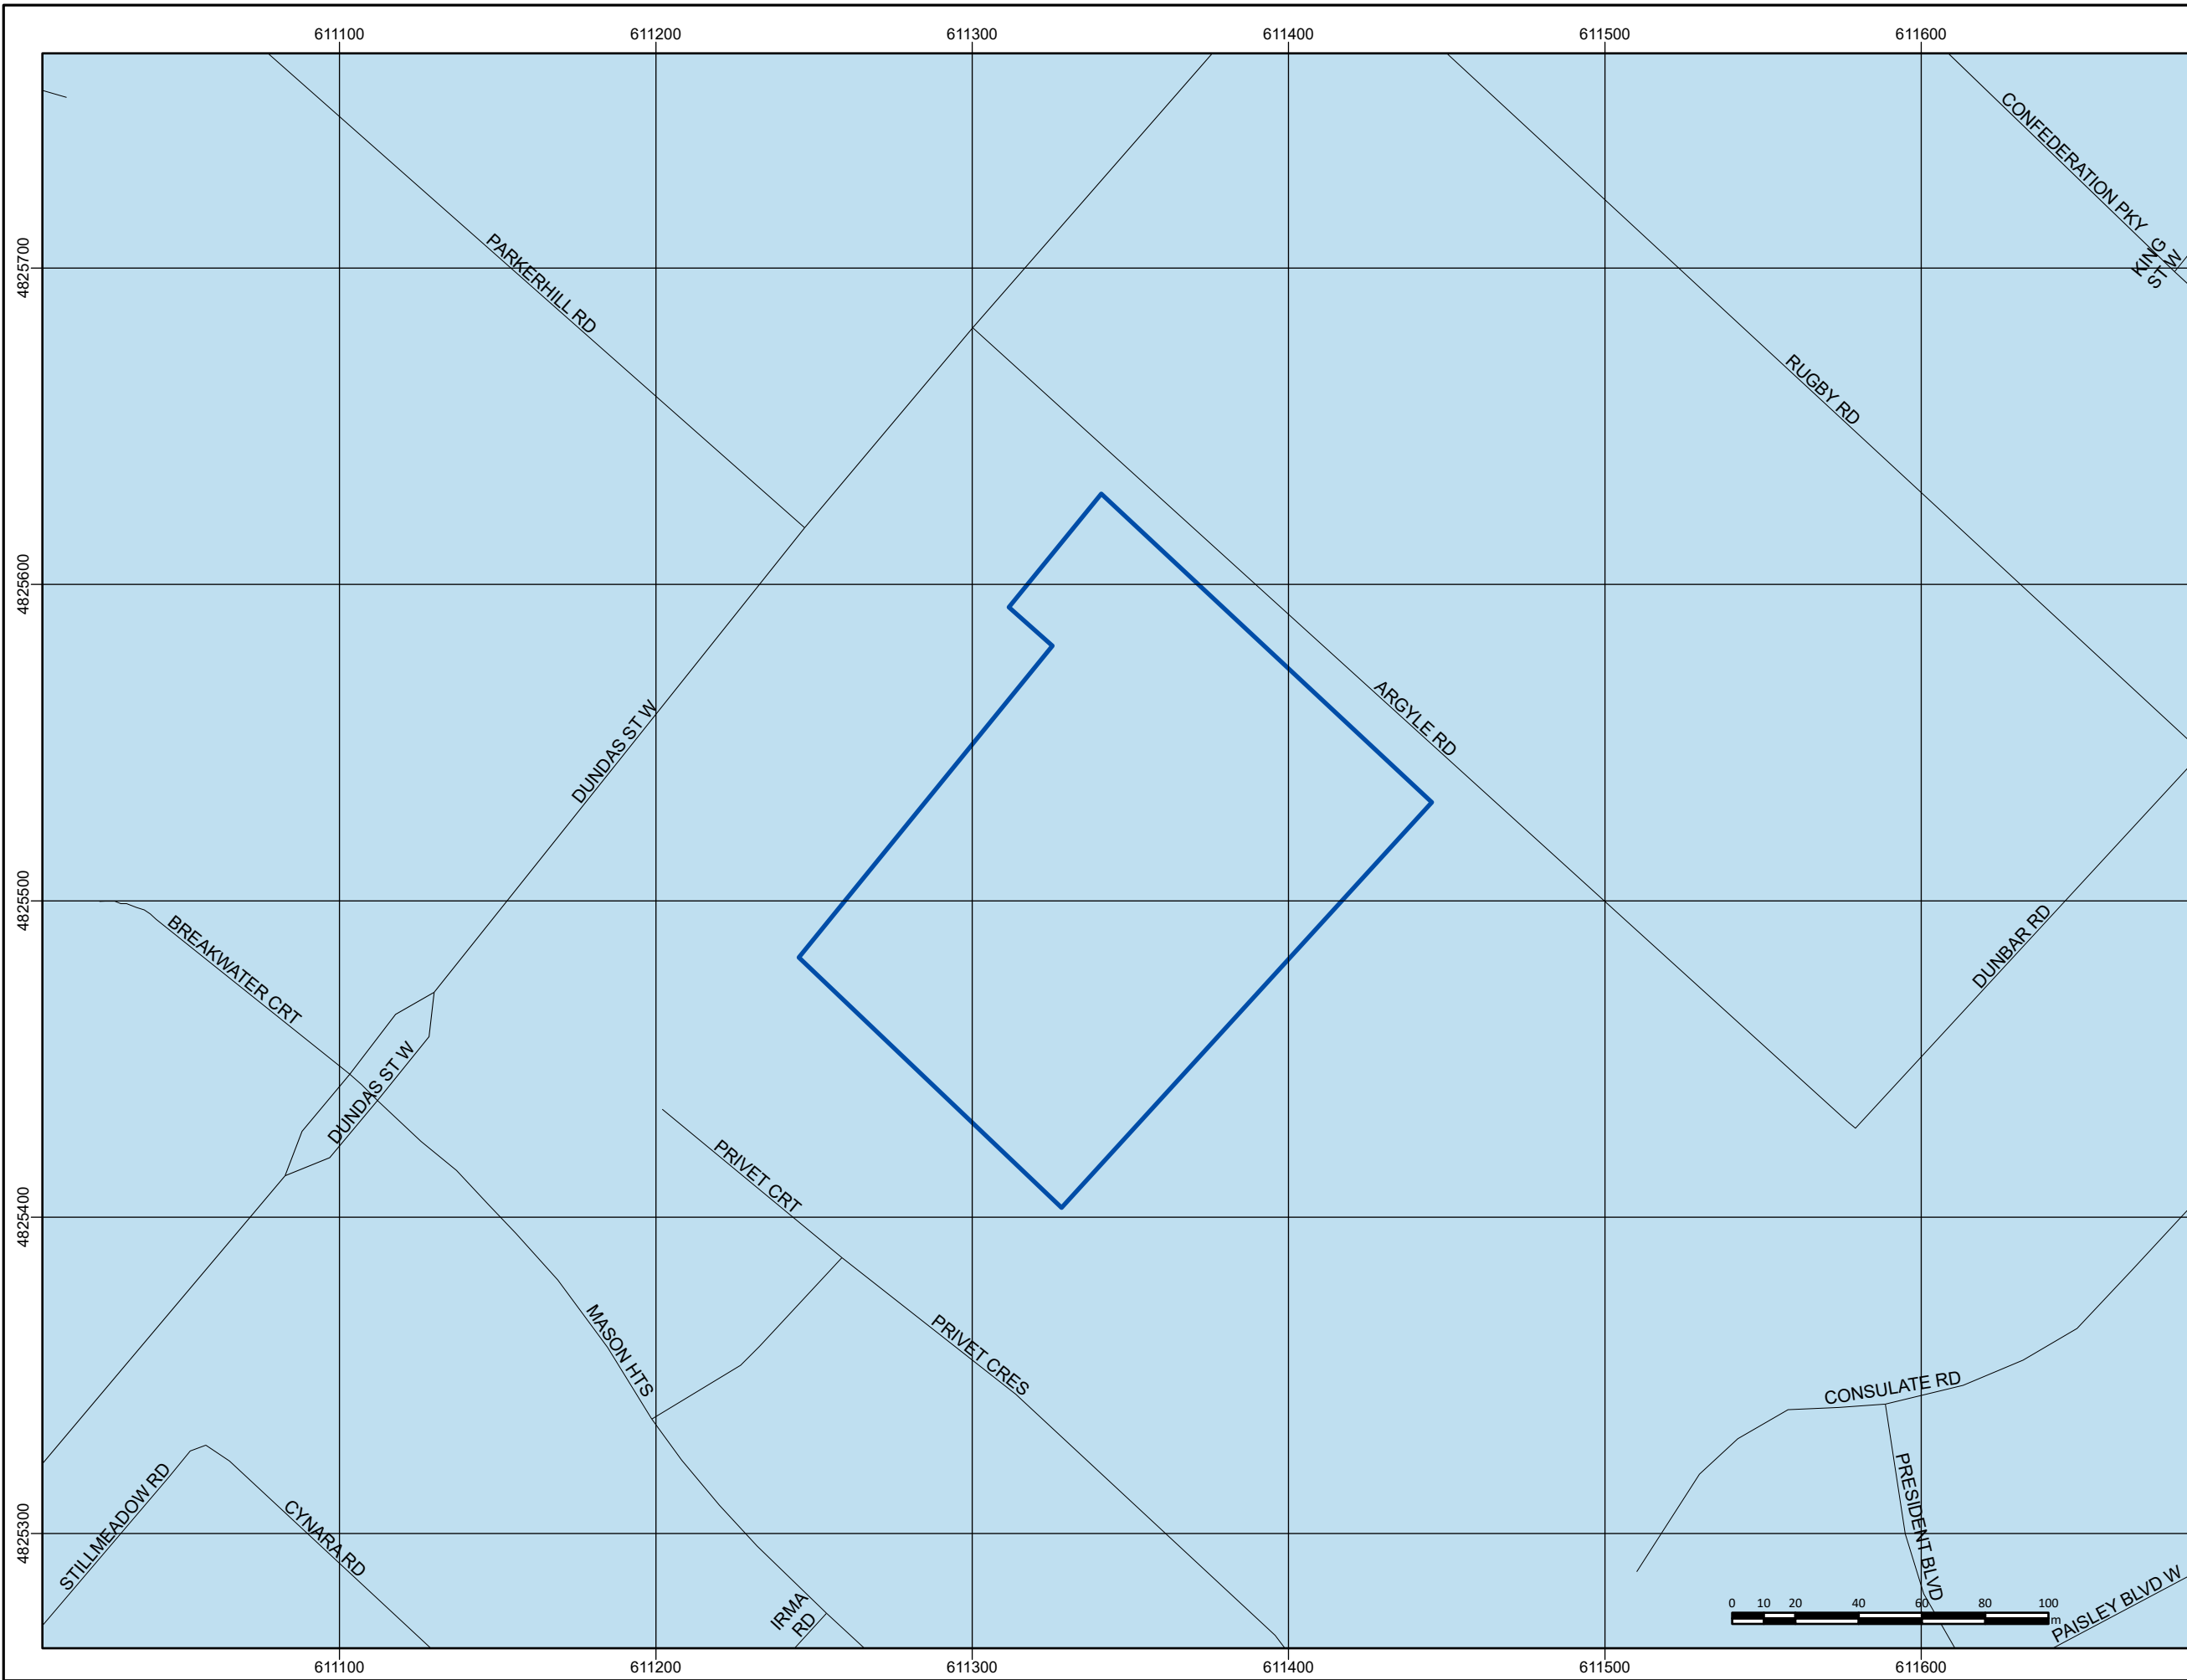 611100 611200 611300 611400 611500 611600
CONFEDERATION PKY
PARKERHILL RD
KING
ST W
4825700
RUGBY RD
4825600
DUNDAS ST W
ARGYLE RD
4825500
BREAKWATER CRT
DUNBAR RD
DUNDAS ST W
PRIVET CRT
4825400
MASON HTS
PRIVET CRES
CONSULATE RD
STILLMEADOW RD
CYNARA RD
4825300
PRESIDENT BLVD
IRMA
RD
PAISLEY BLVD W
0 10 20 40 60 80 100
m
611100 611200 611300 611400 611500 611600